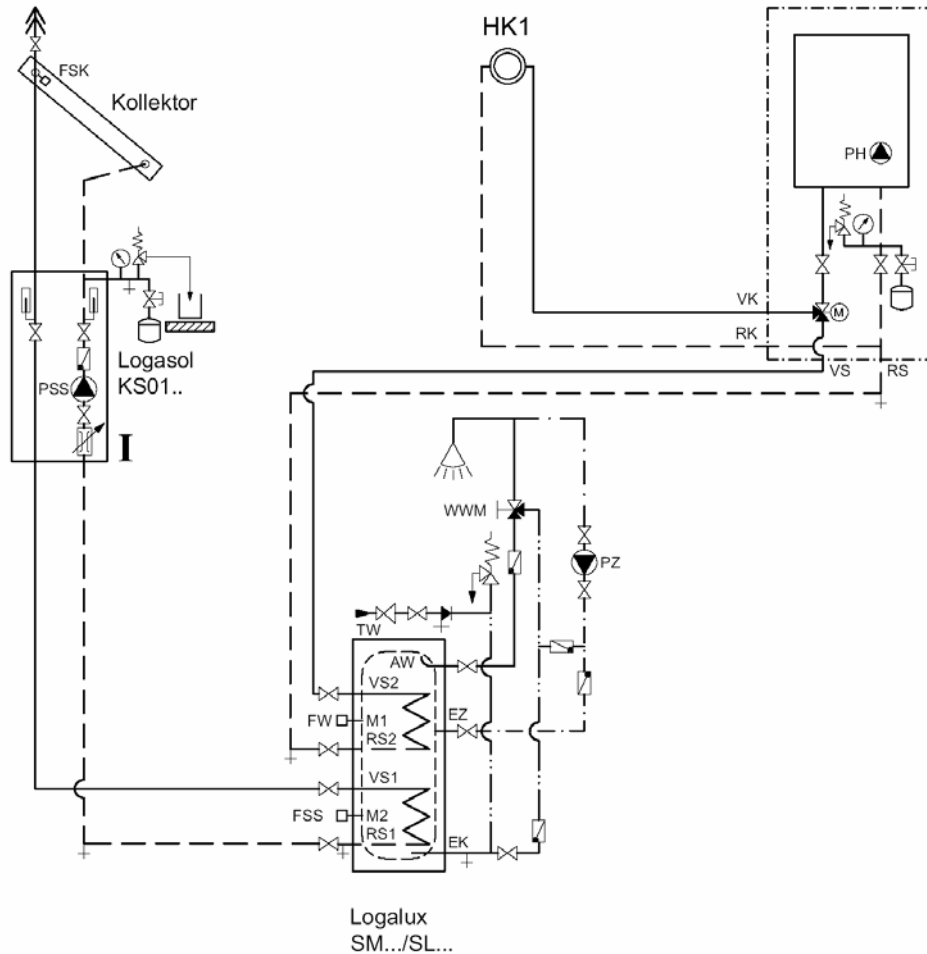 HK1
FSK
Kollektor
PH
VK
M
RK
VS
RS
Logasol
KS01..
PSS
I
WWM
PZ
TW
AW
VS2
FW
M1
EZ
RS2
VS1
FSS
M2
RS1
EK
Logalux
SM.../SL...